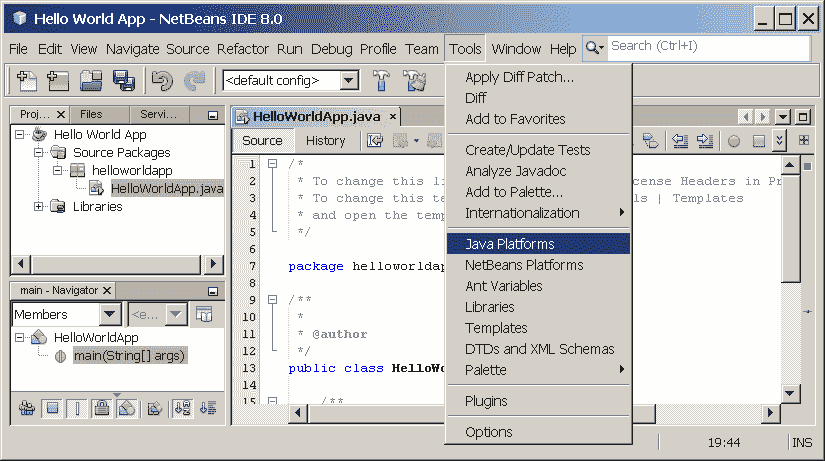 Hello World App - NetBeans IDE 8.0
File Edit View Navigate Source Refactor Run Debug Profile Team Tools Window Help Search (Ctrl+I)
<default config>
Proj... Files Servi...
Hello World App
Source Packages
helloworldapp
HelloWorldApp.java
Libraries
main - Navigator
Members <e...
HelloWorldApp
main(String[] args)
HelloWorldApp.java
Source History
1 /*
2 * To change this li cense Headers in Pr
3 * To change this te ls | Templates
4 * and open the temp
5 */
6
7 package helloworldap
8
9 /**
10 *
11 * @author
12 */
13 public class HelloWo
14
15 /**
Apply Diff Patch...
Diff
Add to Favorites
Create/Update Tests
Analyze Javadoc
Add to Palette...
Internationalization
Java Platforms
NetBeans Platforms
Ant Variables
Libraries
Templates
DTDs and XML Schemas
Palette
Plugins
Options
19:44 INS